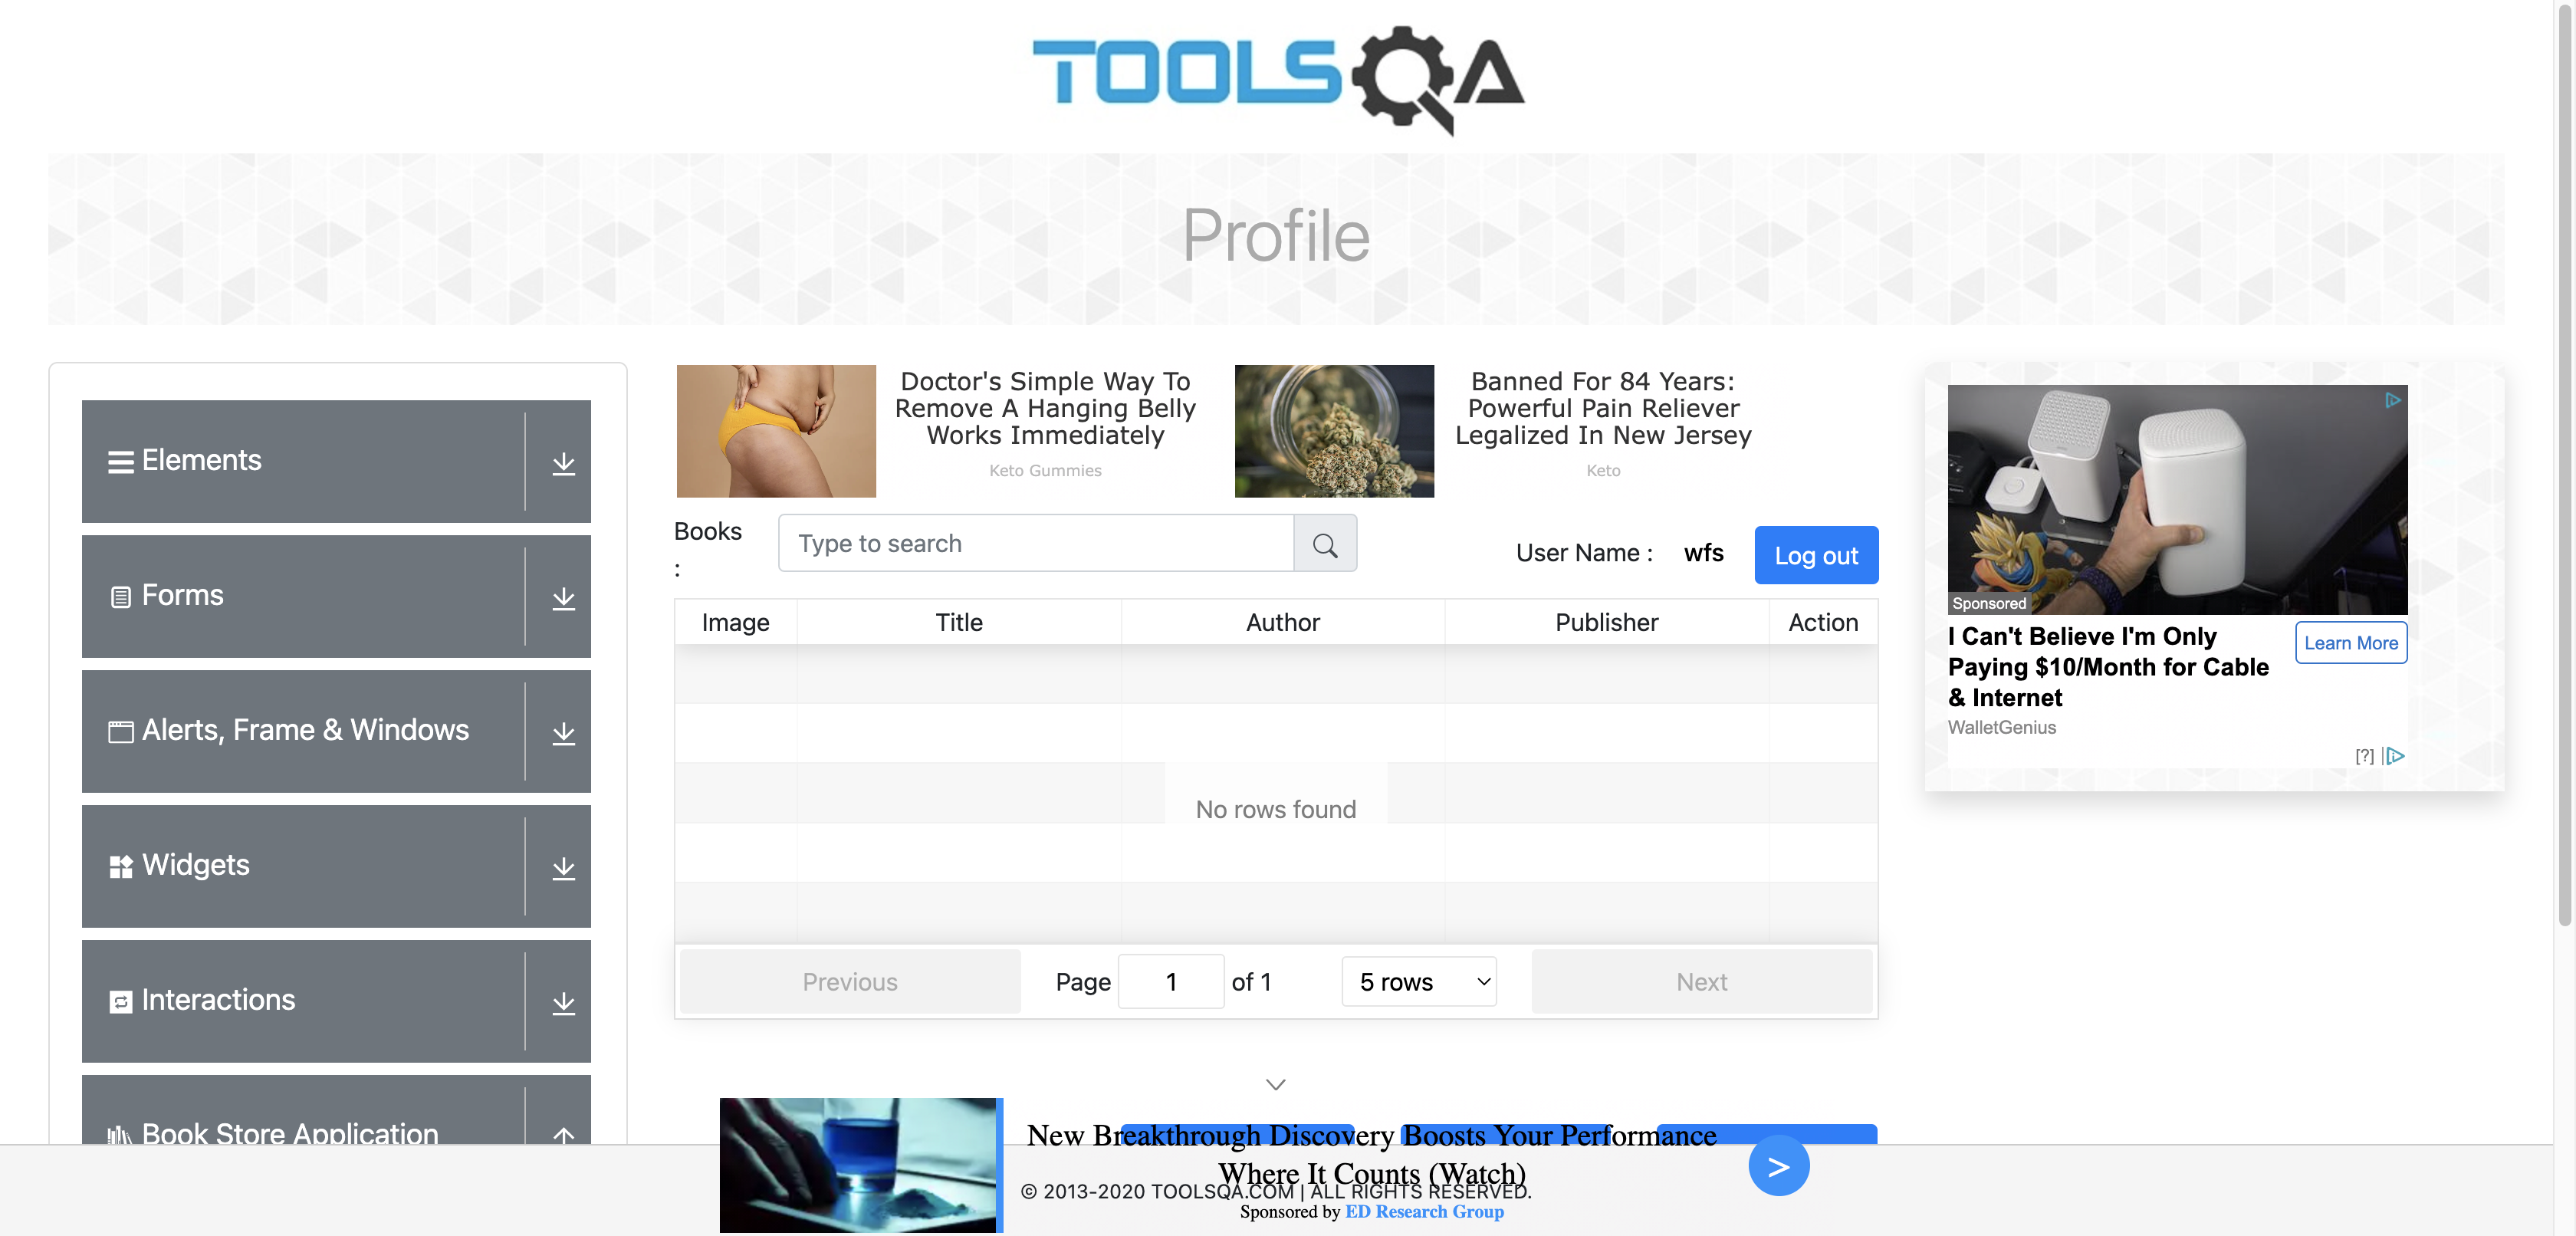 TOOLSQA
Profile
Elements
Forms
Alerts, Frame & Windows
Widgets
Interactions
Book Store Application
Doctor's Simple Way To
Remove A Hanging Belly
Works Immediately
Keto Gummies
Banned For 84 Years:
Powerful Pain Reliever
Legalized In New Jersey
Keto
Books
:
Type to search
User Name : wfs
Log out
Image Title Author Publisher Action
No rows found
Previous Page 1 of 1 5 rows Next
Sponsored
I Can't Believe I'm Only
Paying $10/Month for Cable
& Internet
Learn More
WalletGenius
[?]
New Breakthrough Discovery Boosts Your Performance
Where It Counts (Watch)
>
© 2013-2020 TOOLSQA.COM | ALL RIGHTS RESERVED.
Sponsored by ED Research Group